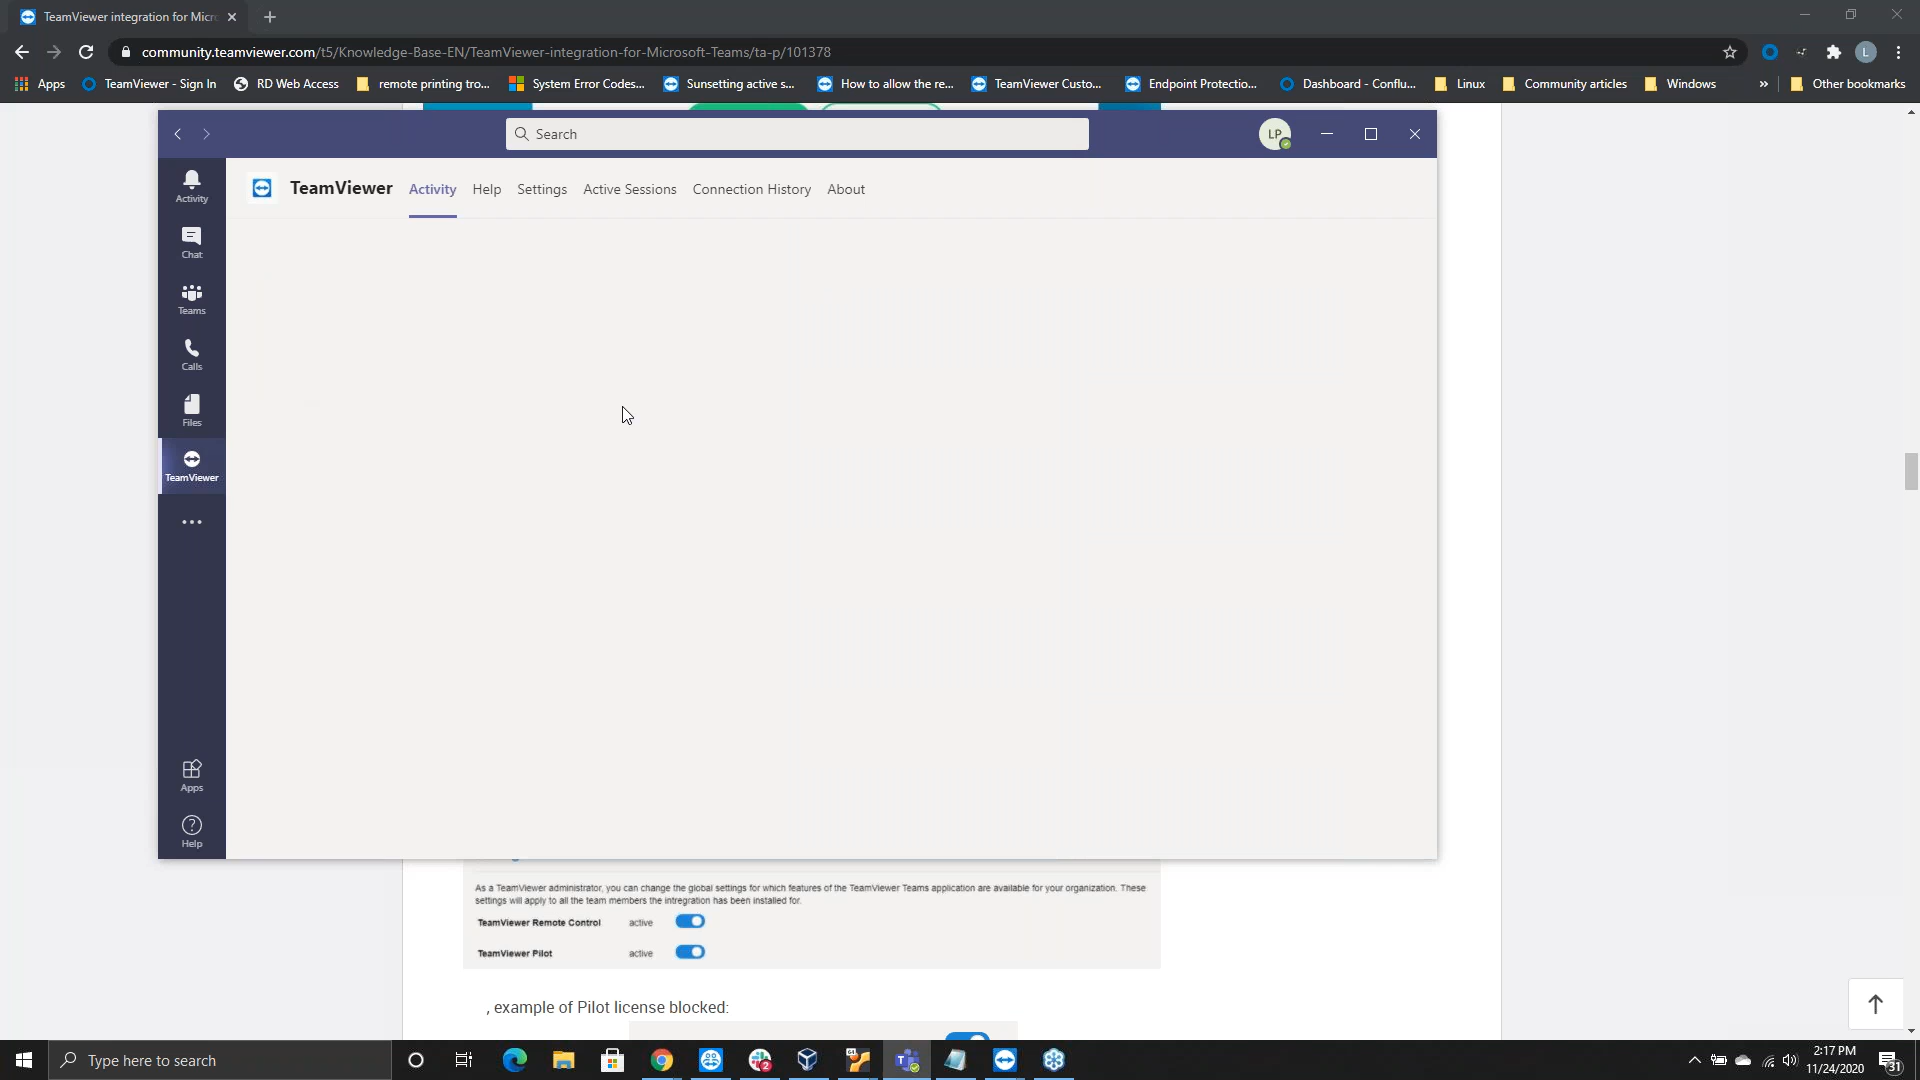 TeamViewer integration for Micr
community.teamviewer.com/t5/Knowledge-Base-EN/TeamViewer-integration-for-Microsoft-Teams/ta-p/101378
L
Apps TeamViewer - Sign In RD Web Access remote printing tro... System Error Codes... Sunsetting active s... How to allow the re... TeamViewer Custo... Endpoint Protectio... Dashboard - Conflu... Linux Community articles Windows » Other bookmarks
Search
LP
Activity
Chat
Teams
Calls
Files
TeamViewer
Apps
Help
TeamViewer Activity Help Settings Active Sessions Connection History About
As a TeamViewer administrator, you can change the global settings for which features of the TeamViewer Teams application are available for your organization. These
settings will apply to all the team members the intregration has been installed for.
TeamViewer Remote Control active
TeamViewer Pilot active
, example of Pilot license blocked:
Type here to search
64
2
T
2:17 PM
11/24/2020
31